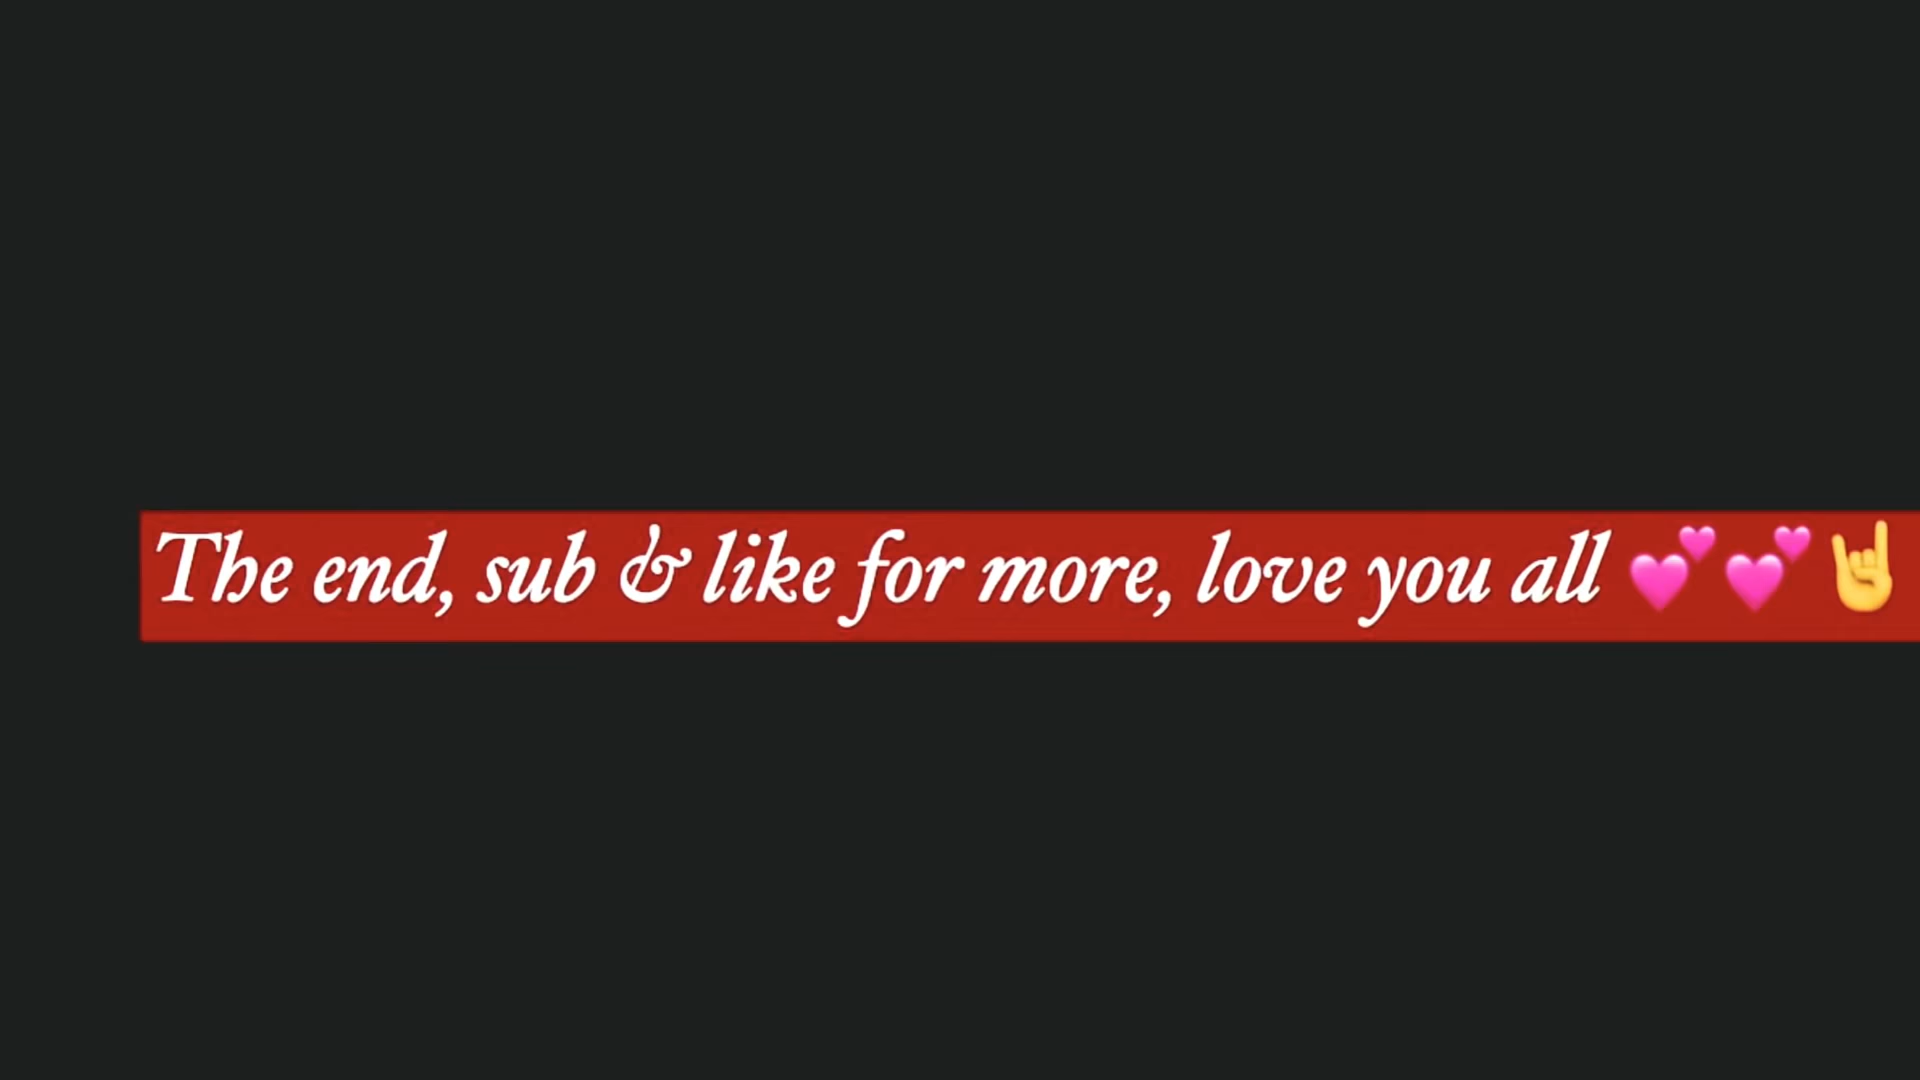 The end, sub & like for more, love you all 💕💕🤘